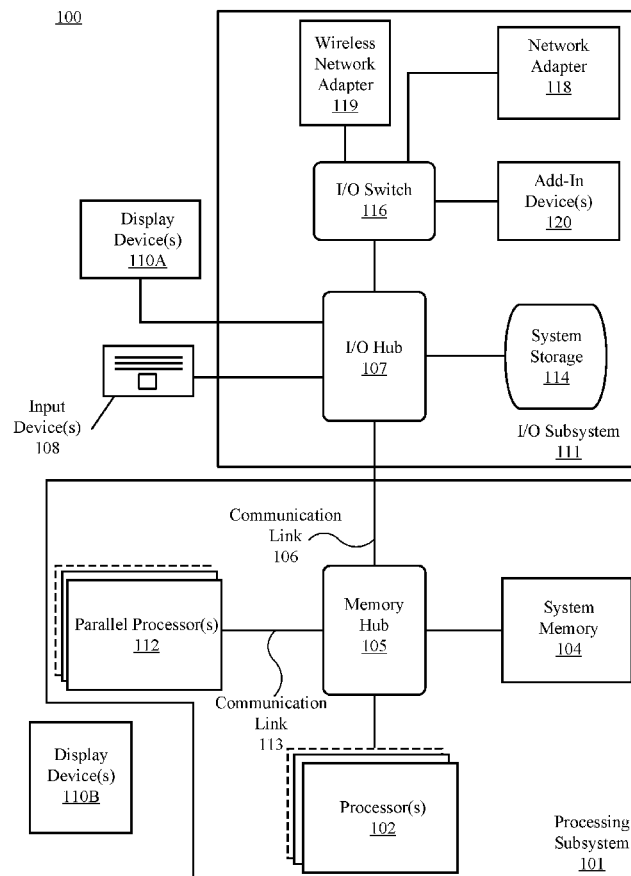 100
Wireless
Network
Adapter
119
Network
Adapter
118
I/O Switch
116
Add-In
Device(s)
120
Display
Device(s)
110A
I/O Hub
107
System
Storage
114
Input
Device(s)
108
I/O Subsystem
111
Communication
Link
106
Parallel Processor(s)
112
Memory
Hub
105
System
Memory
104
Communication
Link
113
Display
Device(s)
110B
Processor(s)
102
Processing
Subsystem
101